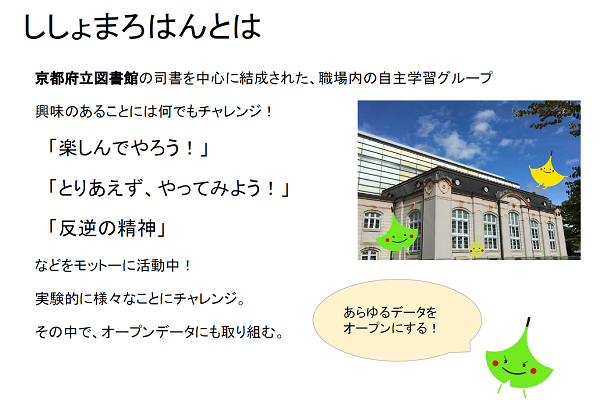 ししょまろはんとは
京都府立図書館の司書を中心に結成された、職場内の自主学習グループ
興味のあることには何でもチャレンジ！
「楽しんでやろう！」
「とりあえず、やってみよう！」
「反逆の精神」
などをモットーに活動中！
実験的に様々なことにチャレンジ。
その中で、オープンデータにも取り組む。
あらゆるデータを
オープンにする！